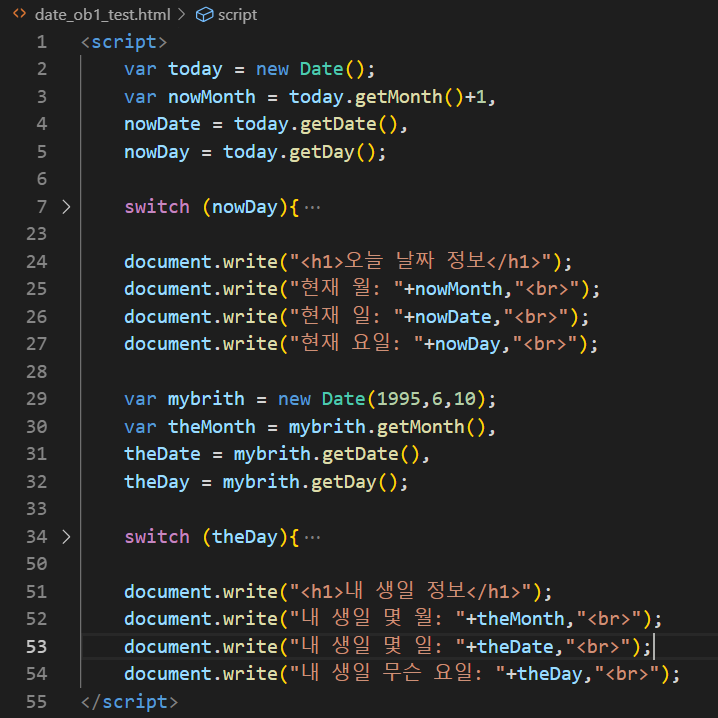 date_ob1_test.html > script
1 <script>
2 var today = new Date();
3 var nowMonth = today.getMonth()+1,
4 nowDate = today.getDate(),
5 nowDay = today.getDay();
6
7 > switch (nowDay){ ...
23
24 document.write("<h1>오늘 날짜 정보</h1>");
25 document.write("현재 월: "+nowMonth,"<br>");
26 document.write("현재 일: "+nowDate,"<br>");
27 document.write("현재 요일: "+nowDay,"<br>");
28
29 var mybrith = new Date(1995,6,10);
30 var theMonth = mybrith.getMonth(),
31 theDate = mybrith.getDate(),
32 theDay = mybrith.getDay();
33
34 > switch (theDay){ ...
50
51 document.write("<h1>내 생일 정보</h1>");
52 document.write("내 생일 몇 월: "+theMonth,"<br>");
53 document.write("내 생일 몇 일: "+theDate,"<br>");
54 document.write("내 생일 무슨 요일: "+theDay,"<br>");
55 </script>